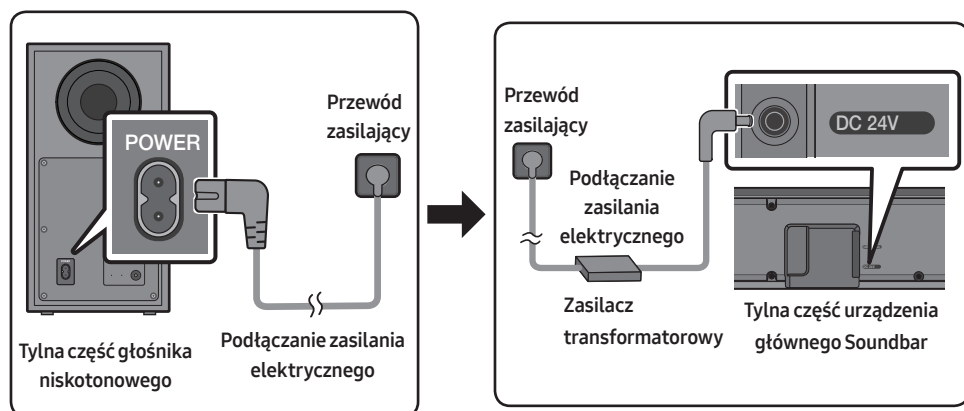 POWER
Przewód
zasilający
Tylna część głośnika
niskotonowego
Podłączanie zasilania
elektrycznego
Przewód
zasilający
Podłączanie
zasilania
elektrycznego
Zasilacz
transformatorowy
DC 24V
Tylna część urządzenia
głównego Soundbar